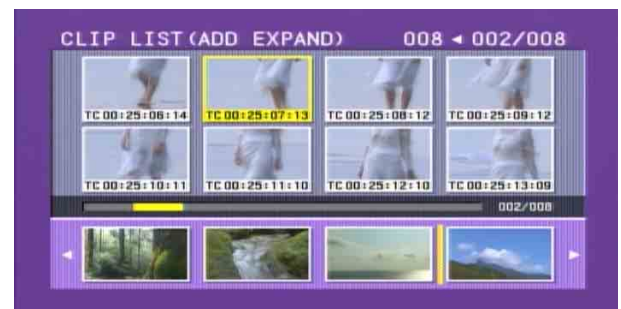 CLIP LIST(ADD EXPAND) 008 ◄ 002/008
TC 00:25:06:14 TC 00:25:07:13 TC 00:25:08:12 TC 00:25:09:12
TC 00:25:10:11 TC 00:25:11:10 TC 00:25:12:10 TC 00:25:13:09
002/008